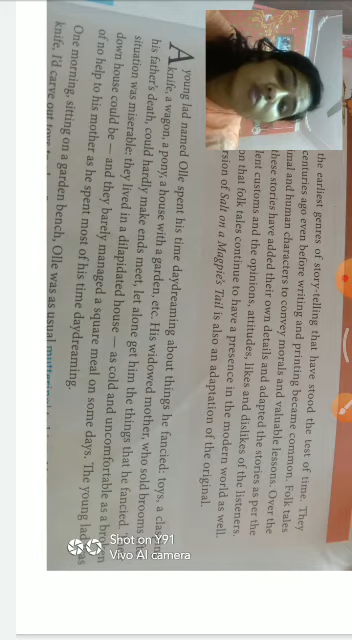 the earliest genres of story-telling that have stood the test of time. They
centuries ago even before writing and printing became common. Folk tales
and human characters to convey morals and valuable lessons. Over the
these stories have added their own details and adapted the stories as per the
customs and the opinions, attitudes, likes and dislikes of the listeners.
on that folk tales continue to have a presence in the modern world as well.
of Salt on a Magpie's Tail is also an adaptation of the original.
A young lad named Olle spent his time daydreaming about things he fancied: toys, a
knife, a wagon, a pony, a house with a garden, etc. His widowed mother, who sold brooms
his father's death, could hardly make ends meet, let alone get him the things that he fancied.
situation was miserable: they lived in a dilapidated house — as cold and uncomfortable as a
down house could be — and they barely managed a square meal on some days. The young lad
of no help to his mother as he spent most of his time daydreaming.
One morning, sitting on a garden bench, Olle was as usual
knife, I'd carve out
Shot on Y91
Vivo AI camera